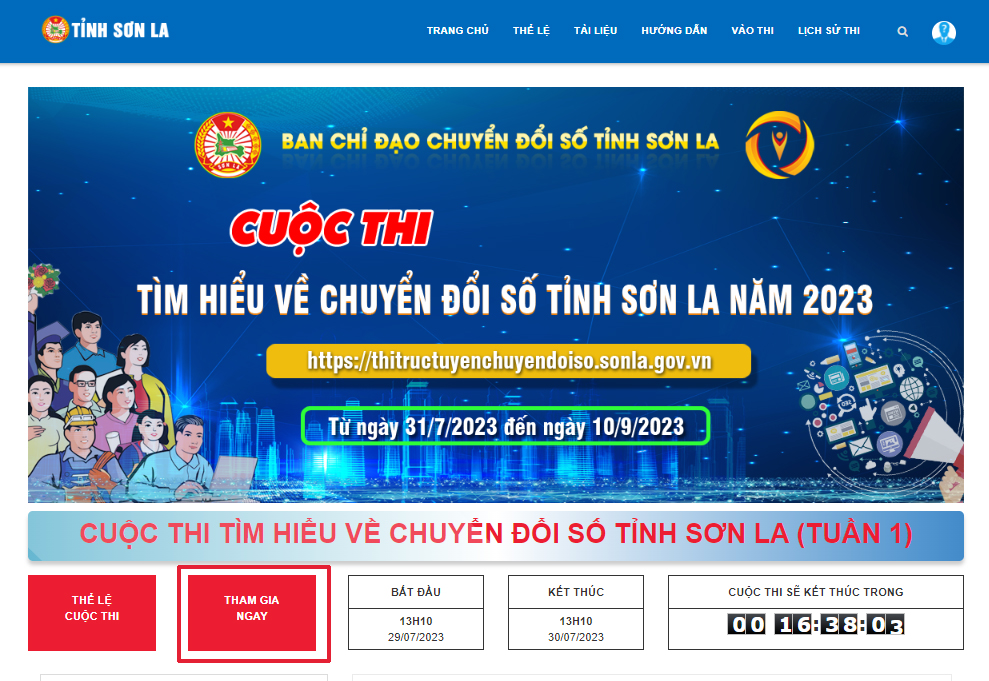 TỈNH SƠN LA
TRANG CHỦ THỂ LỆ TÀI LIỆU HƯỚNG DẪN VÀO THI LỊCH SỬ THI
BAN CHỈ ĐẠO CHUYỂN ĐỔI SỐ TỈNH SƠN LA
SƠN LA
CUỘC THI
TÌM HIỂU VỀ CHUYỂN ĐỔI SỐ TỈNH SƠN LA NĂM 2023
https://thitructuyenchuyendoiso.sonla.gov.vn
Từ ngày 31/7/2023 đến ngày 10/9/2023
CUỘC THI TÌM HIỂU VỀ CHUYỂN ĐỔI SỐ TỈNH SƠN LA (TUẦN 1)
THỂ LỆ
CUỘC THI
THAM GIA
NGAY
BẮT ĐẦU
13H10
29/07/2023
KẾT THÚC
13H10
30/07/2023
CUỘC THI SẼ KẾT THÚC TRONG
00 16:38:03